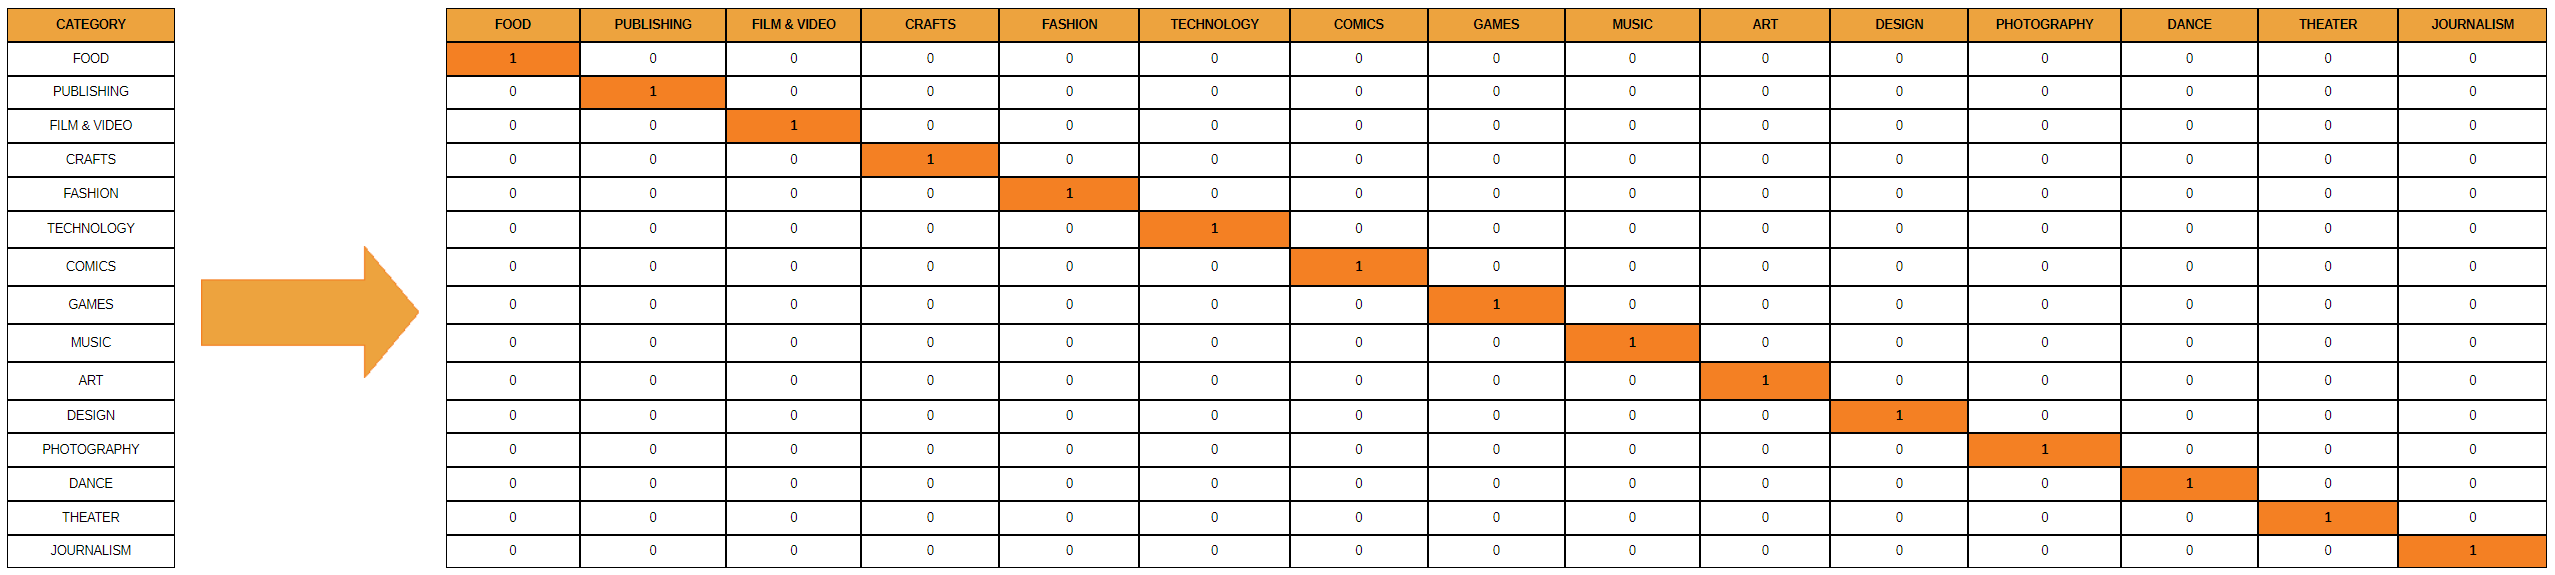 CATEGORY FOOD PUBLISHING FILM & VIDEO CRAFTS FASHION TECHNOLOGY COMICS GAMES MUSIC ART DESIGN PHOTOGRAPHY DANCE THEATER JOURNALISM
FOOD 1 0 0 0 0 0 0 0 0 0 0 0 0 0 0
PUBLISHING 0 1 0 0 0 0 0 0 0 0 0 0 0 0 0
FILM & VIDEO 0 0 1 0 0 0 0 0 0 0 0 0 0 0 0
CRAFTS 0 0 0 1 0 0 0 0 0 0 0 0 0 0 0
FASHION 0 0 0 0 1 0 0 0 0 0 0 0 0 0 0
TECHNOLOGY 0 0 0 0 0 1 0 0 0 0 0 0 0 0 0
COMICS 0 0 0 0 0 0 1 0 0 0 0 0 0 0 0
GAMES 0 0 0 0 0 0 0 1 0 0 0 0 0 0 0
MUSIC 0 0 0 0 0 0 0 0 1 0 0 0 0 0 0
ART 0 0 0 0 0 0 0 0 0 1 0 0 0 0 0
DESIGN 0 0 0 0 0 0 0 0 0 0 1 0 0 0 0
PHOTOGRAPHY 0 0 0 0 0 0 0 0 0 0 0 1 0 0 0
DANCE 0 0 0 0 0 0 0 0 0 0 0 0 1 0 0
THEATER 0 0 0 0 0 0 0 0 0 0 0 0 0 1 0
JOURNALISM 0 0 0 0 0 0 0 0 0 0 0 0 0 0 1